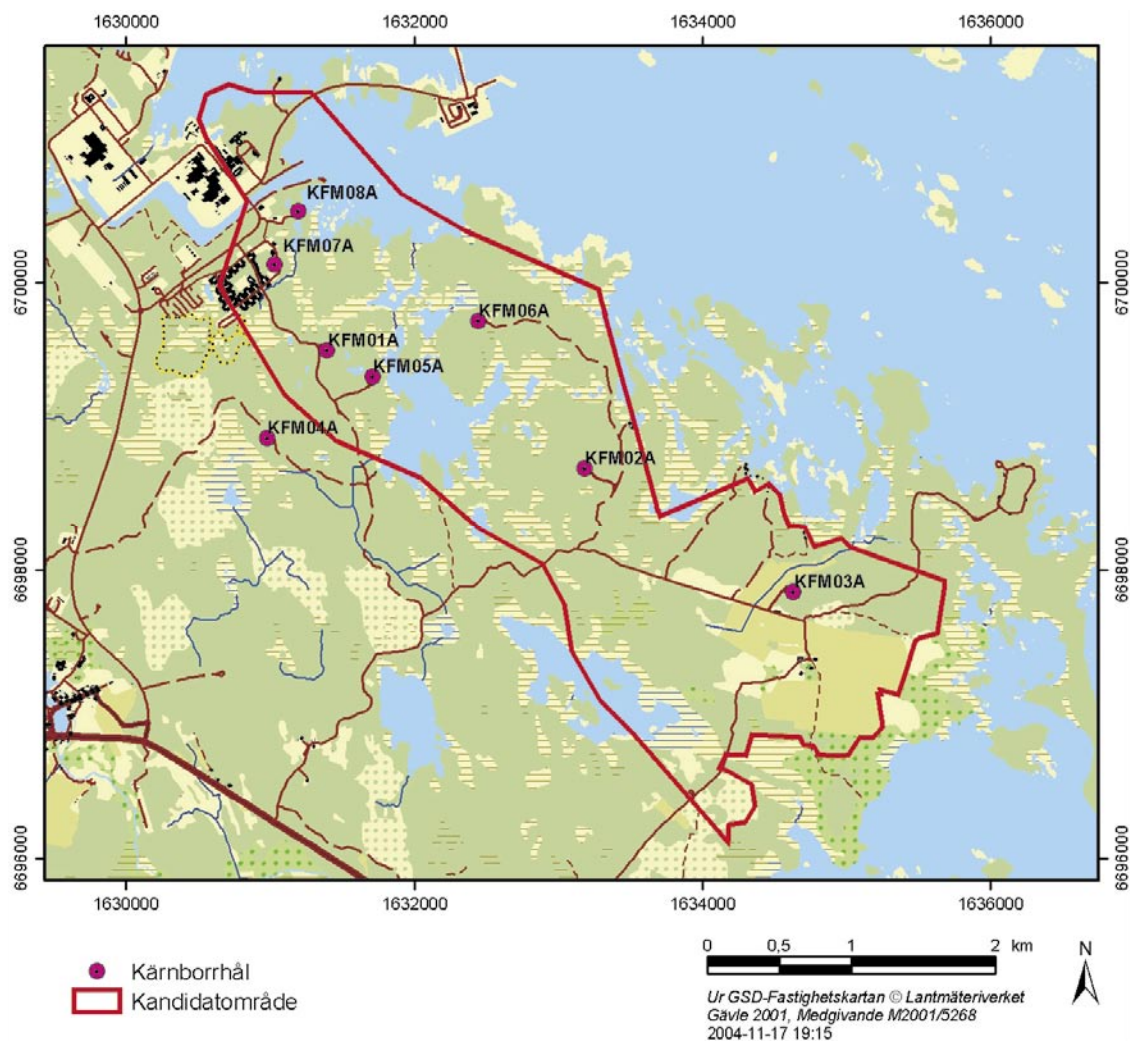 1630000 1632000 1634000 1636000
KFM08A
KFM07A
6700000 6700000
KFM06A
KFM01A
KFM05A
KFM04A
KFM02A
6698000 6698000
KFM03A
6696000 6696000
1630000 1632000 1634000 1636000
Kärnborrhål
Kandidatområde
0 0,5 1 2 km
N
Ur GSD-Fastighetskartan © Lantmäteriverket
Gävle 2001, Medgivande M2001/5268
2004-11-17 19:15